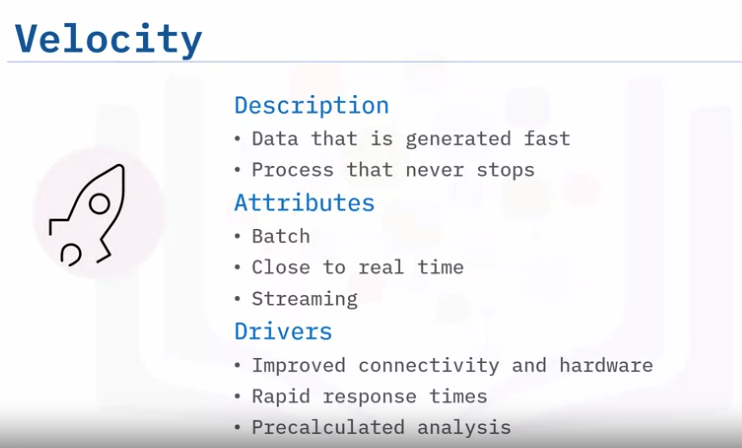 Velocity
Description
• Data that is generated fast
• Process that never stops
Attributes
• Batch
• Close to real time
• Streaming
Drivers
• Improved connectivity and hardware
• Rapid response times
• Precalculated analysis